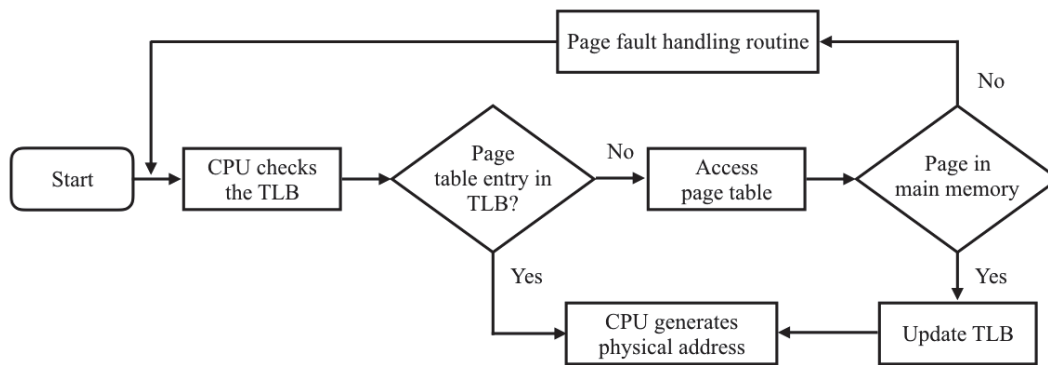 Page fault handling routine
No
Start
CPU checks
the TLB
Page
table entry in
TLB?
No
Access
page table
Page in
main memory
Yes
Yes
CPU generates
physical address
Update TLB